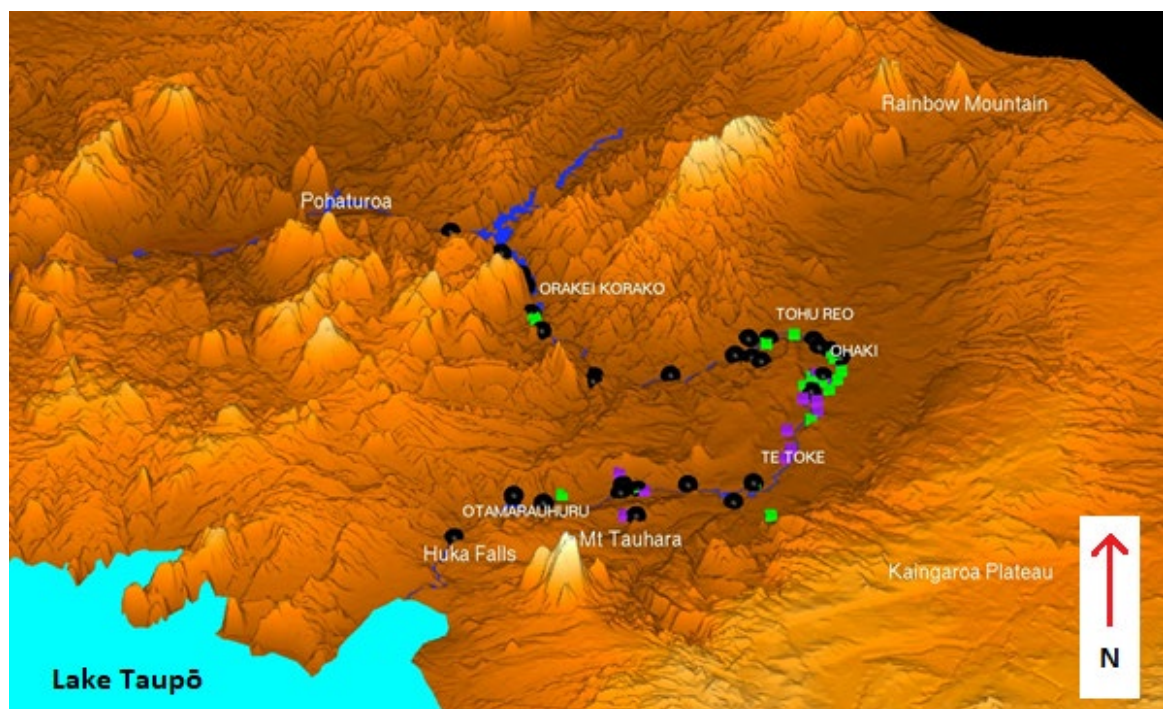 Rainbow Mountain
Pohaturoa
ORAKEI KORAKO
TOHU REO
OHAKI
TE TOKE
OTAMARAUHURU
Mt Tauhara
Huka Falls
Kaingaroa Plateau
N
Lake Taupō